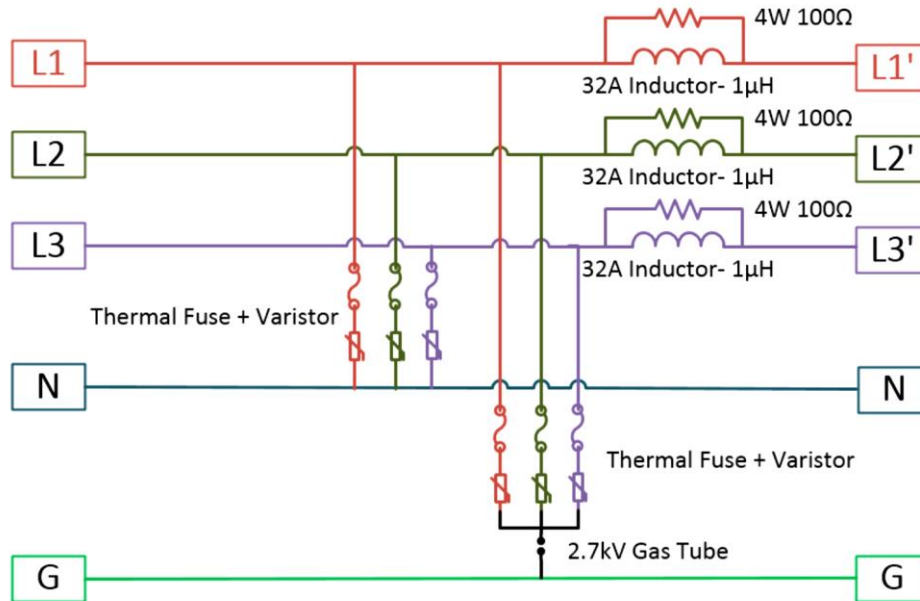 4W 100Ω
L1
L1'
32A Inductor- 1µH
4W 100Ω
L2
L2'
32A Inductor- 1µH
4W 100Ω
L3
L3'
32A Inductor- 1µH
Thermal Fuse + Varistor
N
N
Thermal Fuse + Varistor
2.7kV Gas Tube
G
G